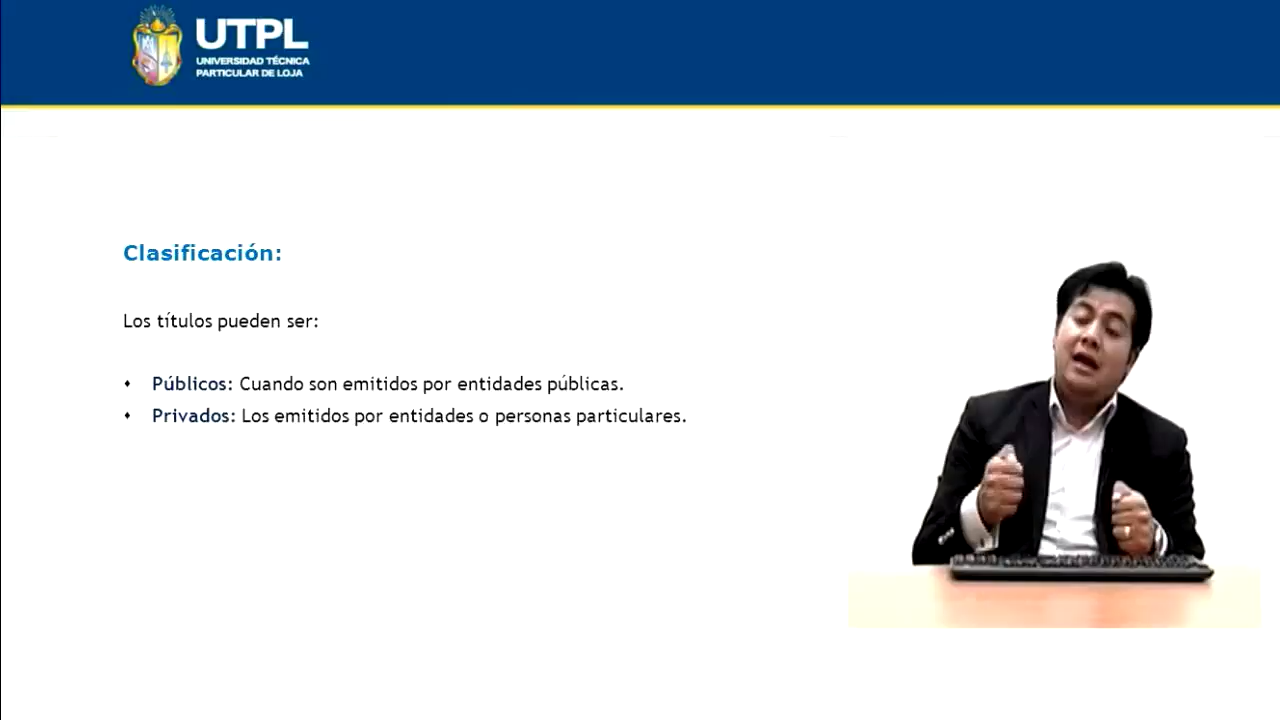 UTPL
UNIVERSIDAD TÉCNICA
PARTICULAR DE LOJA
Clasificación:
Los títulos pueden ser:
Públicos: Cuando son emitidos por entidades públicas.
Privados: Los emitidos por entidades o personas particulares.